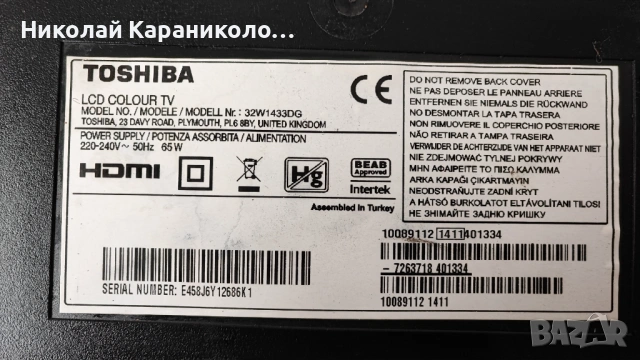 Николай Караниколо…
TOSHIBA
LCD COLOUR TV
MODEL NO.: / MODELE / MODELL Nr. : 32W1433DG
TOSHIBA, 23 DAVY ROAD, PLYMOUTH, PL6 8BY, UNITED KINGDOM
POWER SUPPLY / POTENZA ASSORBITA / ALIMENTATION
220-240V~ 50Hz 65 W
HDMI
Hg
BEAB
Approved
Intertek
Assembled in Turkey
SERIAL NUMBER: E458J6Y12686K1
CE
DO NOT REMOVE BACK COVER
NE PAS DEPOSER LE PANNEAU ARRIERE
ENTFERNEN SIE NIEMALS DIE RÜCKWAND
NO DESMONTAR LA TAPA TRASERA
NON RIMUOVERE IL COPERCHIO POSTERIORE
NÃO RETIRAR A TAMPA TRASEIRA
VERWIJDER DE ACHTERZIJDE VAN HET APPARAAT NIET
NIE ZDEJMOWAĆ TYLNEJ POKRYWY
ΜΗΝ ΑΦΑΙΡΕΙΤΕ ΤΟ ΠΙΣΩ ΚΑΛΥΜΜΑ
ARKA KAPAĞI ÇIKARTMAYIN
NEODSTRAŇUJTE ZADNÍ KRYT
A HÁTSÓ BURKOLATOT ELTÁVOLÍTANI TILOS!
НЕ ЗНИМАЙТЕ ЗАДНЮ КРИШКУ
10089112 1411 401334
- 7263718 401334
10089112 1411
BAZAR